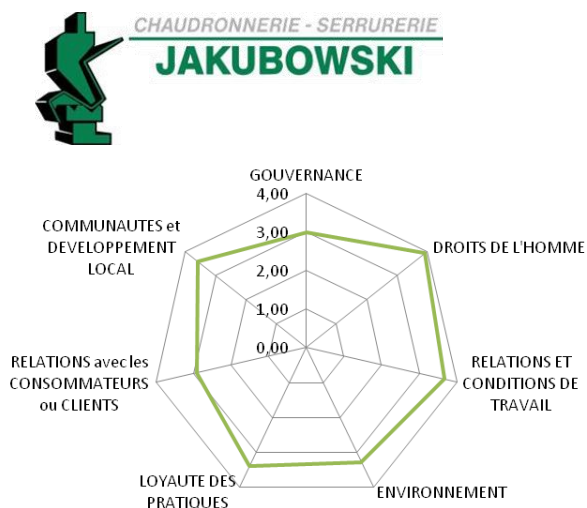 CHAUDRONNERIE - SERRURERIE
JAKUBOWSKI
GOUVERNANCE
4,00
3,00
2,00
1,00
0,00
DROITS DE L'HOMME
RELATIONS ET
CONDITIONS DE
TRAVAIL
ENVIRONNEMENT
LOYAUTE DES
PRATIQUES
RELATIONS avec les
CONSOMMATEURS
ou CLIENTS
COMMUNAUTES et
DEVELOPPEMENT
LOCAL